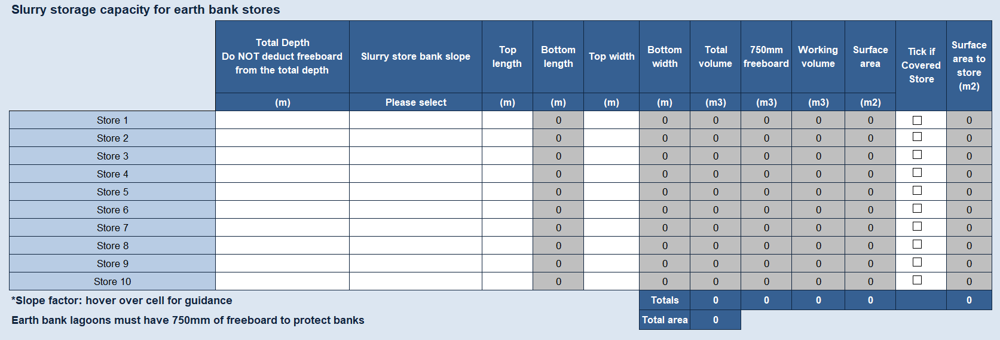 Slurry storage capacity for earth bank stores
Total Depth
Do NOT deduct freeboard
from the total depth
Slurry store bank slope
Top
length
Bottom
length
Top width
Bottom
width
Total
volume
750mm
freeboard
Working
volume
Surface
area
Tick if
Covered
Store
Surface
area to
store
(m2)
(m) Please select (m) (m) (m) (m) (m3) (m3) (m3) (m2)
Store 1 0 0 0 0 0 0 0
Store 2 0 0 0 0 0 0 0
Store 3 0 0 0 0 0 0 0
Store 4 0 0 0 0 0 0 0
Store 5 0 0 0 0 0 0 0
Store 6 0 0 0 0 0 0 0
Store 7 0 0 0 0 0 0 0
Store 8 0 0 0 0 0 0 0
Store 9 0 0 0 0 0 0 0
Store 10 0 0 0 0 0 0 0
*Slope factor: hover over cell for guidance Totals 0 0 0 0 0
Earth bank lagoons must have 750mm of freeboard to protect banks Total area 0